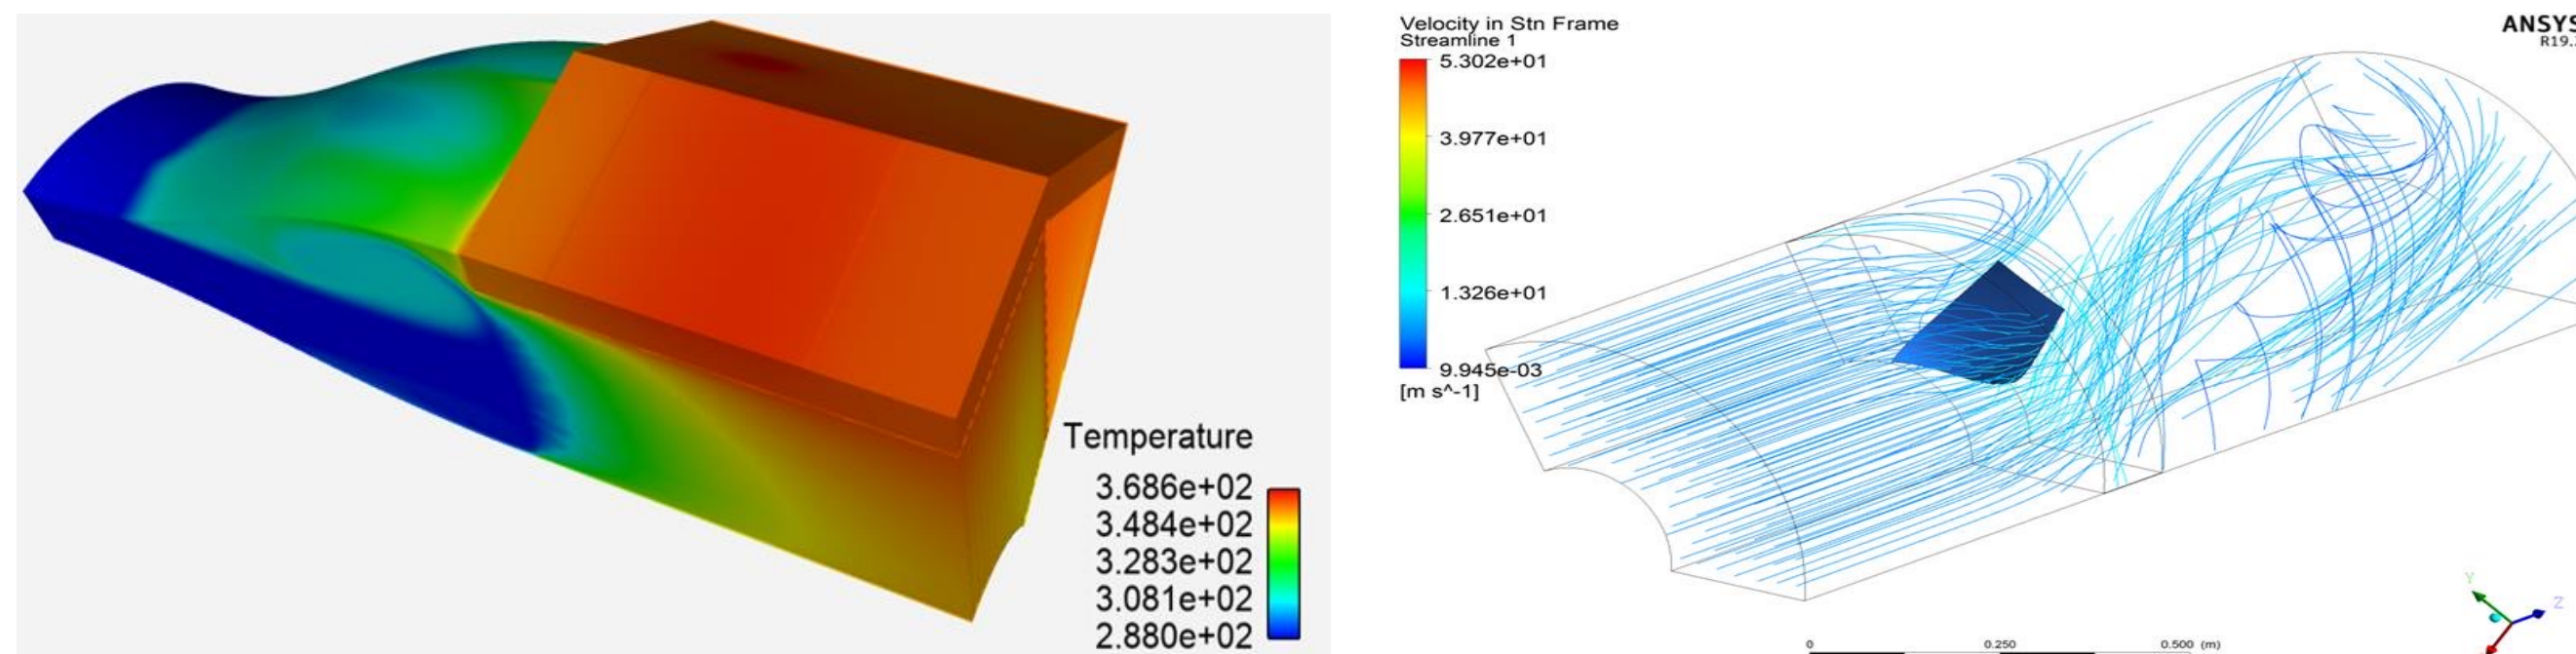 Temperature
3.686e+02
3.484e+02
3.283e+02
3.081e+02
2.880e+02
Velocity in Stn Frame
Streamline 1
5.302e+01
3.977e+01
2.651e+01
1.326e+01
9.945e-03
[m s^-1]
ANSYS
R19.
Y
Z
0
0.250
0.500 (m)